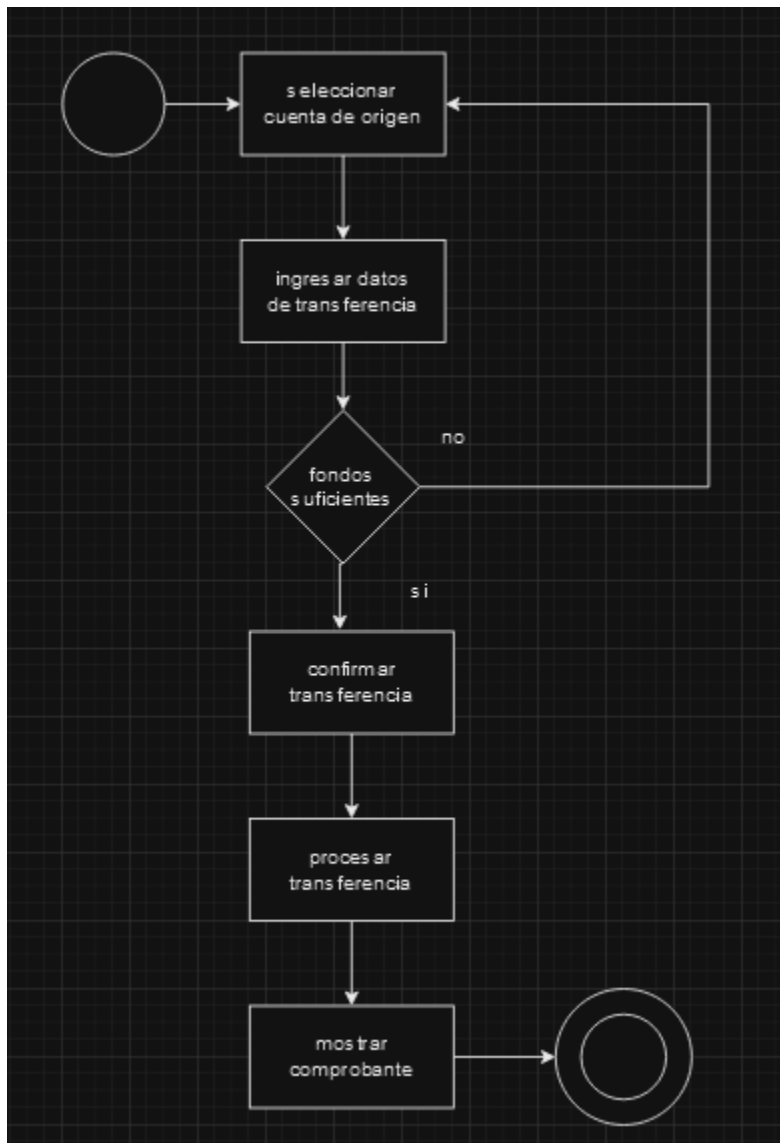 seleccionar
cuenta de origen
ingresar datos
de transferencia
no
fondos
suficientes
si
confirmar
transferencia
procesar
transferencia
mostrar
comprobante